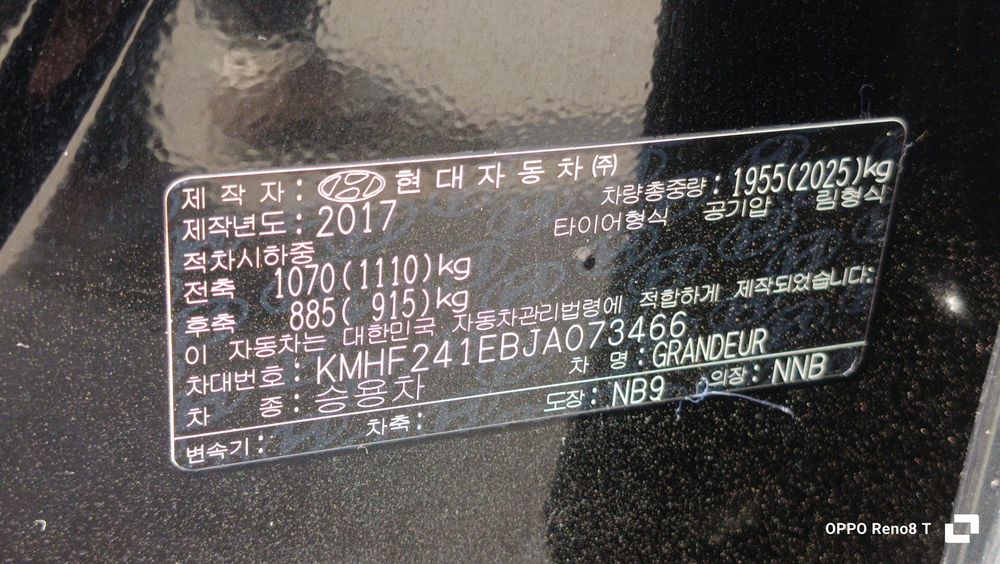 제 작 자 : 현 대 자 동 차 ㈜
제작년도 : 2017 차량총중량 : 1955(2025)kg
적차시하중 타이어형식 공기압 림형식
전축 1070(1110)kg
후축 885( 915)kg
이 자동차는 대한민국 자동차관리법령에 적합하게 제작되었습니다.
차대번호 : KMHF241EBJA073466
차 종 : 승용차 차 명 : GRANDEUR
변속기 : 차축 : 도장 : NB9 의장 : NNB
OPPO Reno8 T